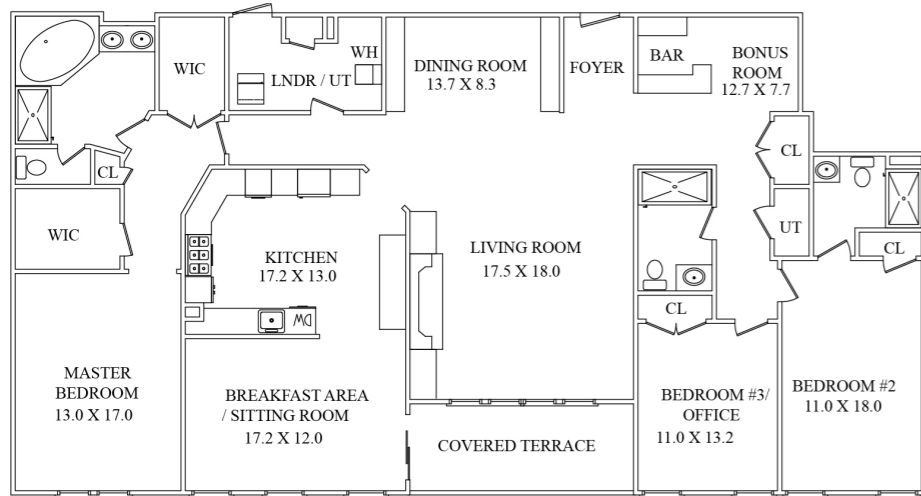 WIC
LNDR / UT
WH
DINING ROOM
13.7 X 8.3
FOYER
BAR
BONUS
ROOM
12.7 X 7.7
CL
CL
WIC
KITCHEN
17.2 X 13.0
LIVING ROOM
17.5 X 18.0
UT
CL
CL
DW
MASTER
BEDROOM
13.0 X 17.0
BREAKFAST AREA
/ SITTING ROOM
17.2 X 12.0
COVERED TERRACE
BEDROOM #3/
OFFICE
11.0 X 13.2
BEDROOM #2
11.0 X 18.0